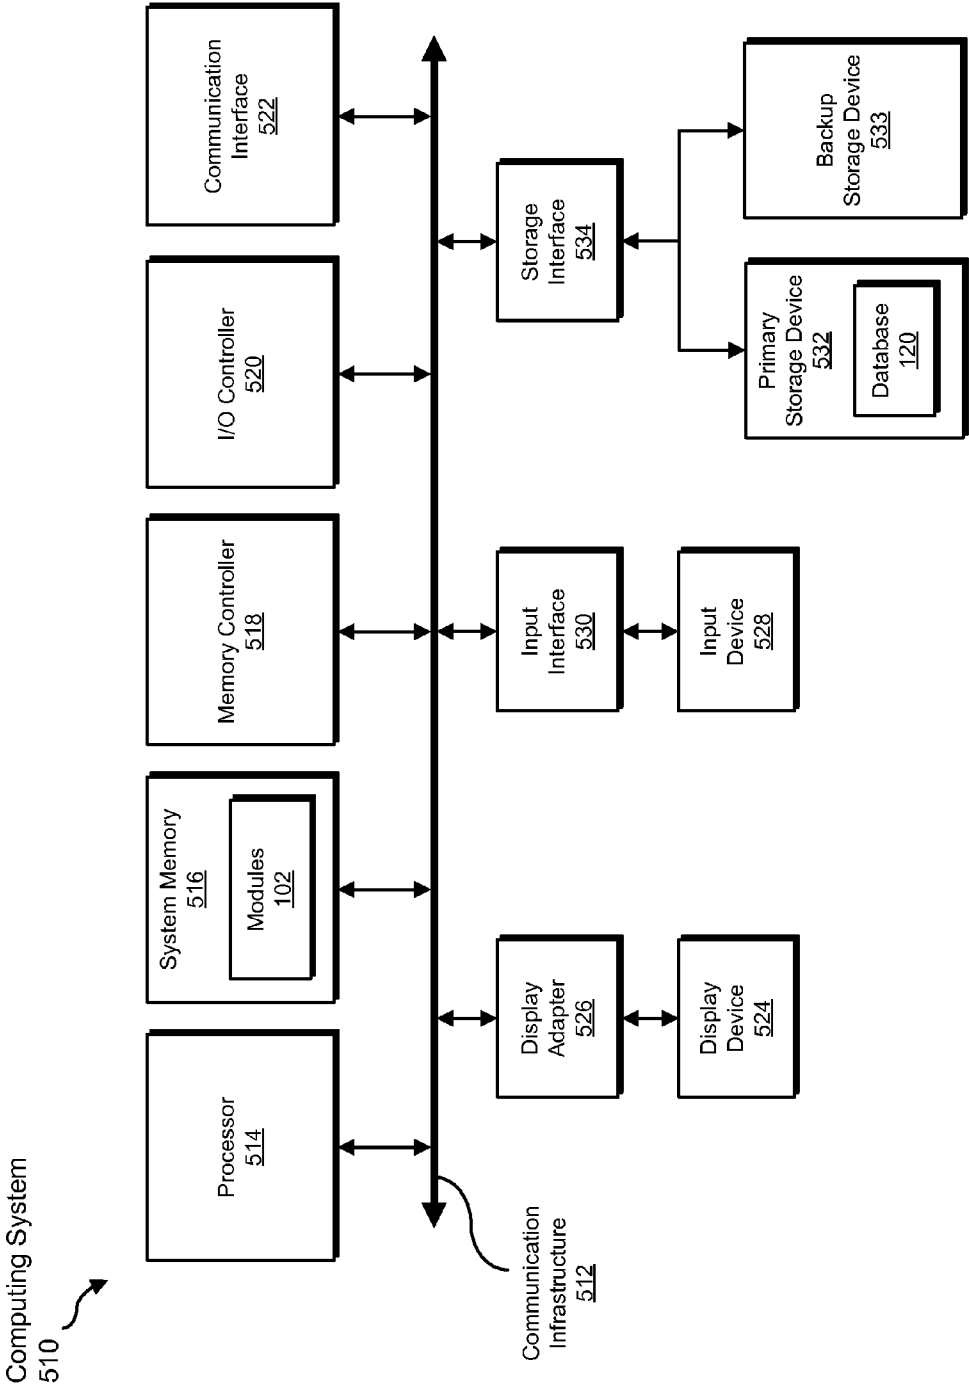 Computing System
510
Processor
514
System Memory
516
Modules
102
Memory Controller
518
I/O Controller
520
Communication
Interface
522
Communication
Infrastructure
512
Display
Adapter
526
Input
Interface
530
Storage
Interface
534
Display
Device
524
Input
Device
528
Primary
Storage Device
532
Database
120
Backup
Storage Device
533